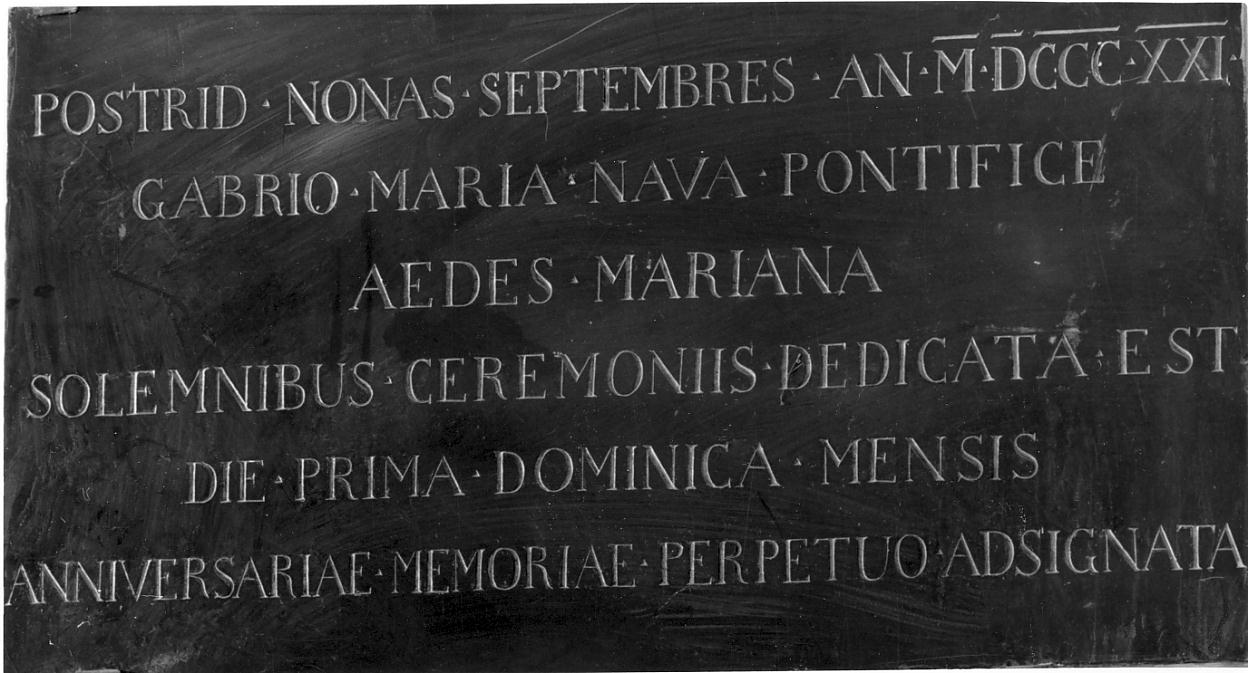 POSTRID · NONAS · SEPTEMBRES · AN · M · DCCCC · XXI ·
GABRIO · MARIA · NAVA · PONTIFICE
AEDES · MARIANA
SOLEMNIBUS · CEREMONIIS · DEDICATA · EST
DIE · PRIMA · DOMINICA · MENSIS
ANNIVERSARIAE · MEMORIAE · PERPETUO · ADSIGNATA